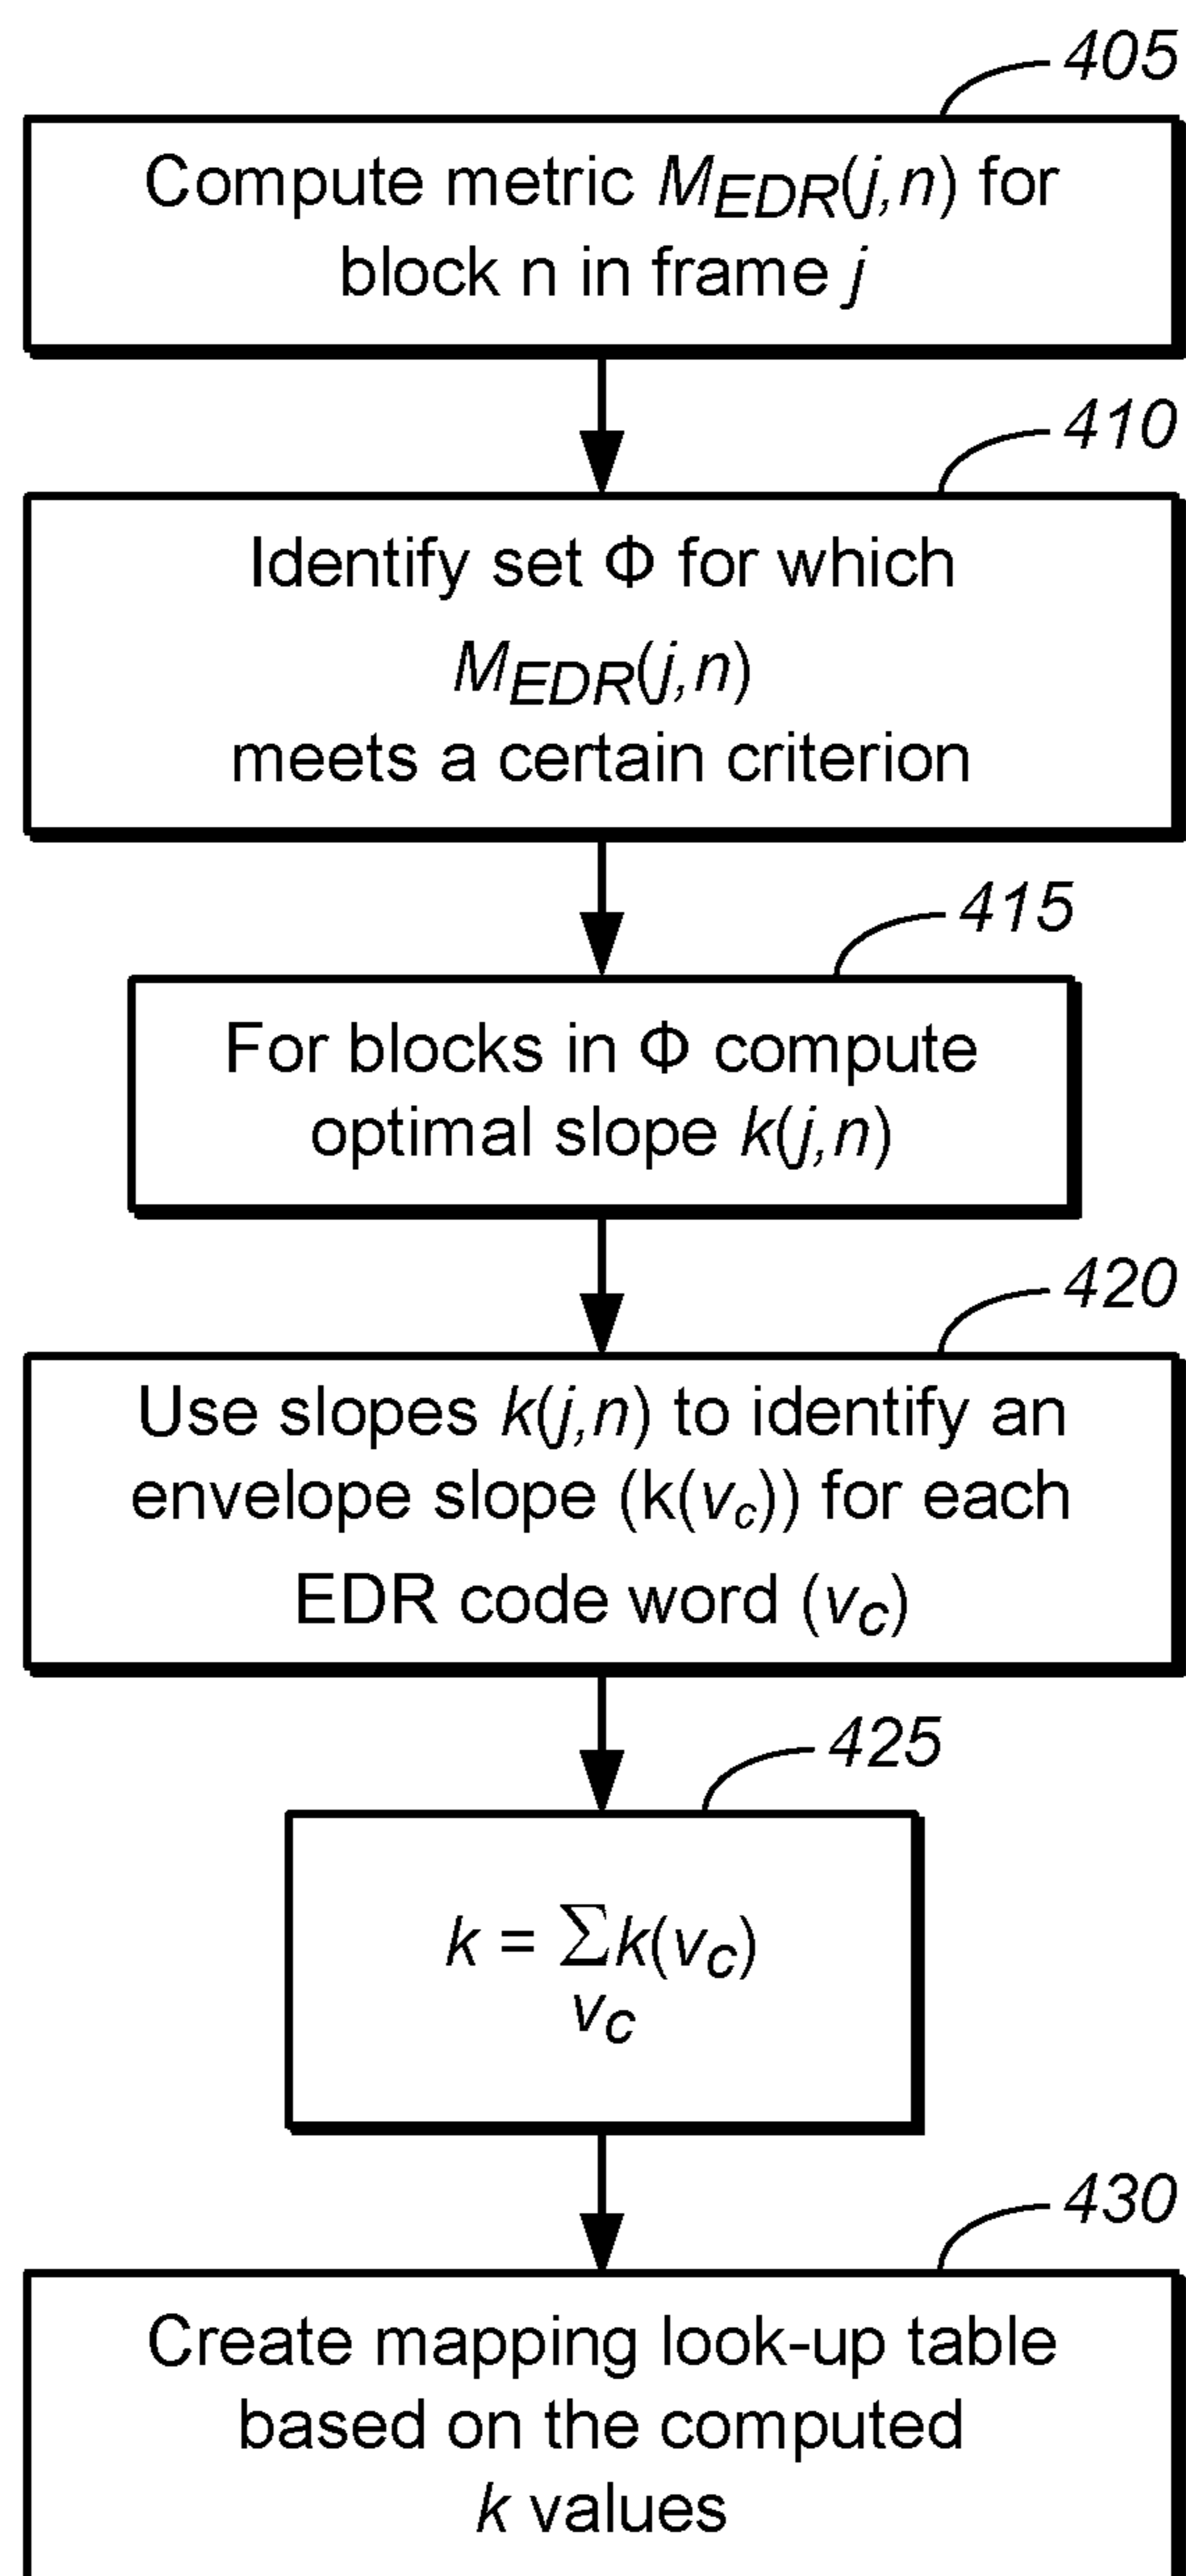 405
Compute metric M_EDR(j,n) for
block n in frame j
410
Identify set Φ for which
M_EDR(j,n)
meets a certain criterion
415
For blocks in Φ compute
optimal slope k(j,n)
420
Use slopes k(j,n) to identify an
envelope slope (k(v_c)) for each
EDR code word (v_c)
425
k = Σk(v_c)
v_c
430
Create mapping look-up table
based on the computed
k values